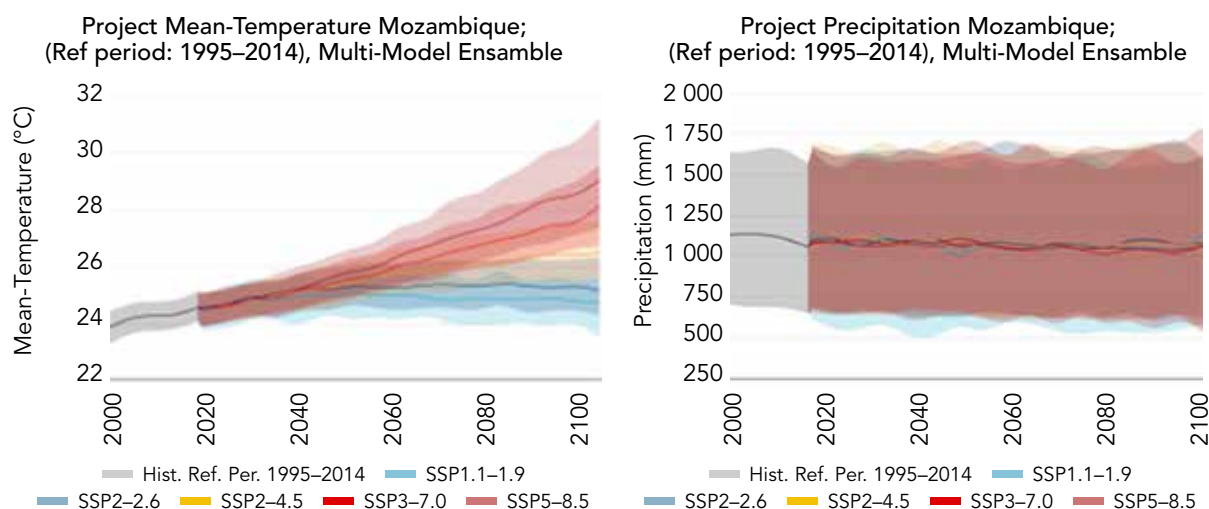 Project Mean-Temperature Mozambique;
(Ref period: 1995–2014), Multi-Model Ensamble
Mean-Temperature (°C)
32
30
28
26
24
22
2000
2020
2040
2060
2080
2100
Hist. Ref. Per. 1995–2014 SSP1.1–1.9
SSP2–2.6 SSP2–4.5 SSP3–7.0 SSP5–8.5
Project Precipitation Mozambique;
(Ref period: 1995–2014), Multi-Model Ensamble
Precipitation (mm)
2 000
1 750
1 500
1 250
1 000
750
500
250
2000
2020
2040
2060
2080
2100
Hist. Ref. Per. 1995–2014 SSP1.1–1.9
SSP2–2.6 SSP2–4.5 SSP3–7.0 SSP5–8.5